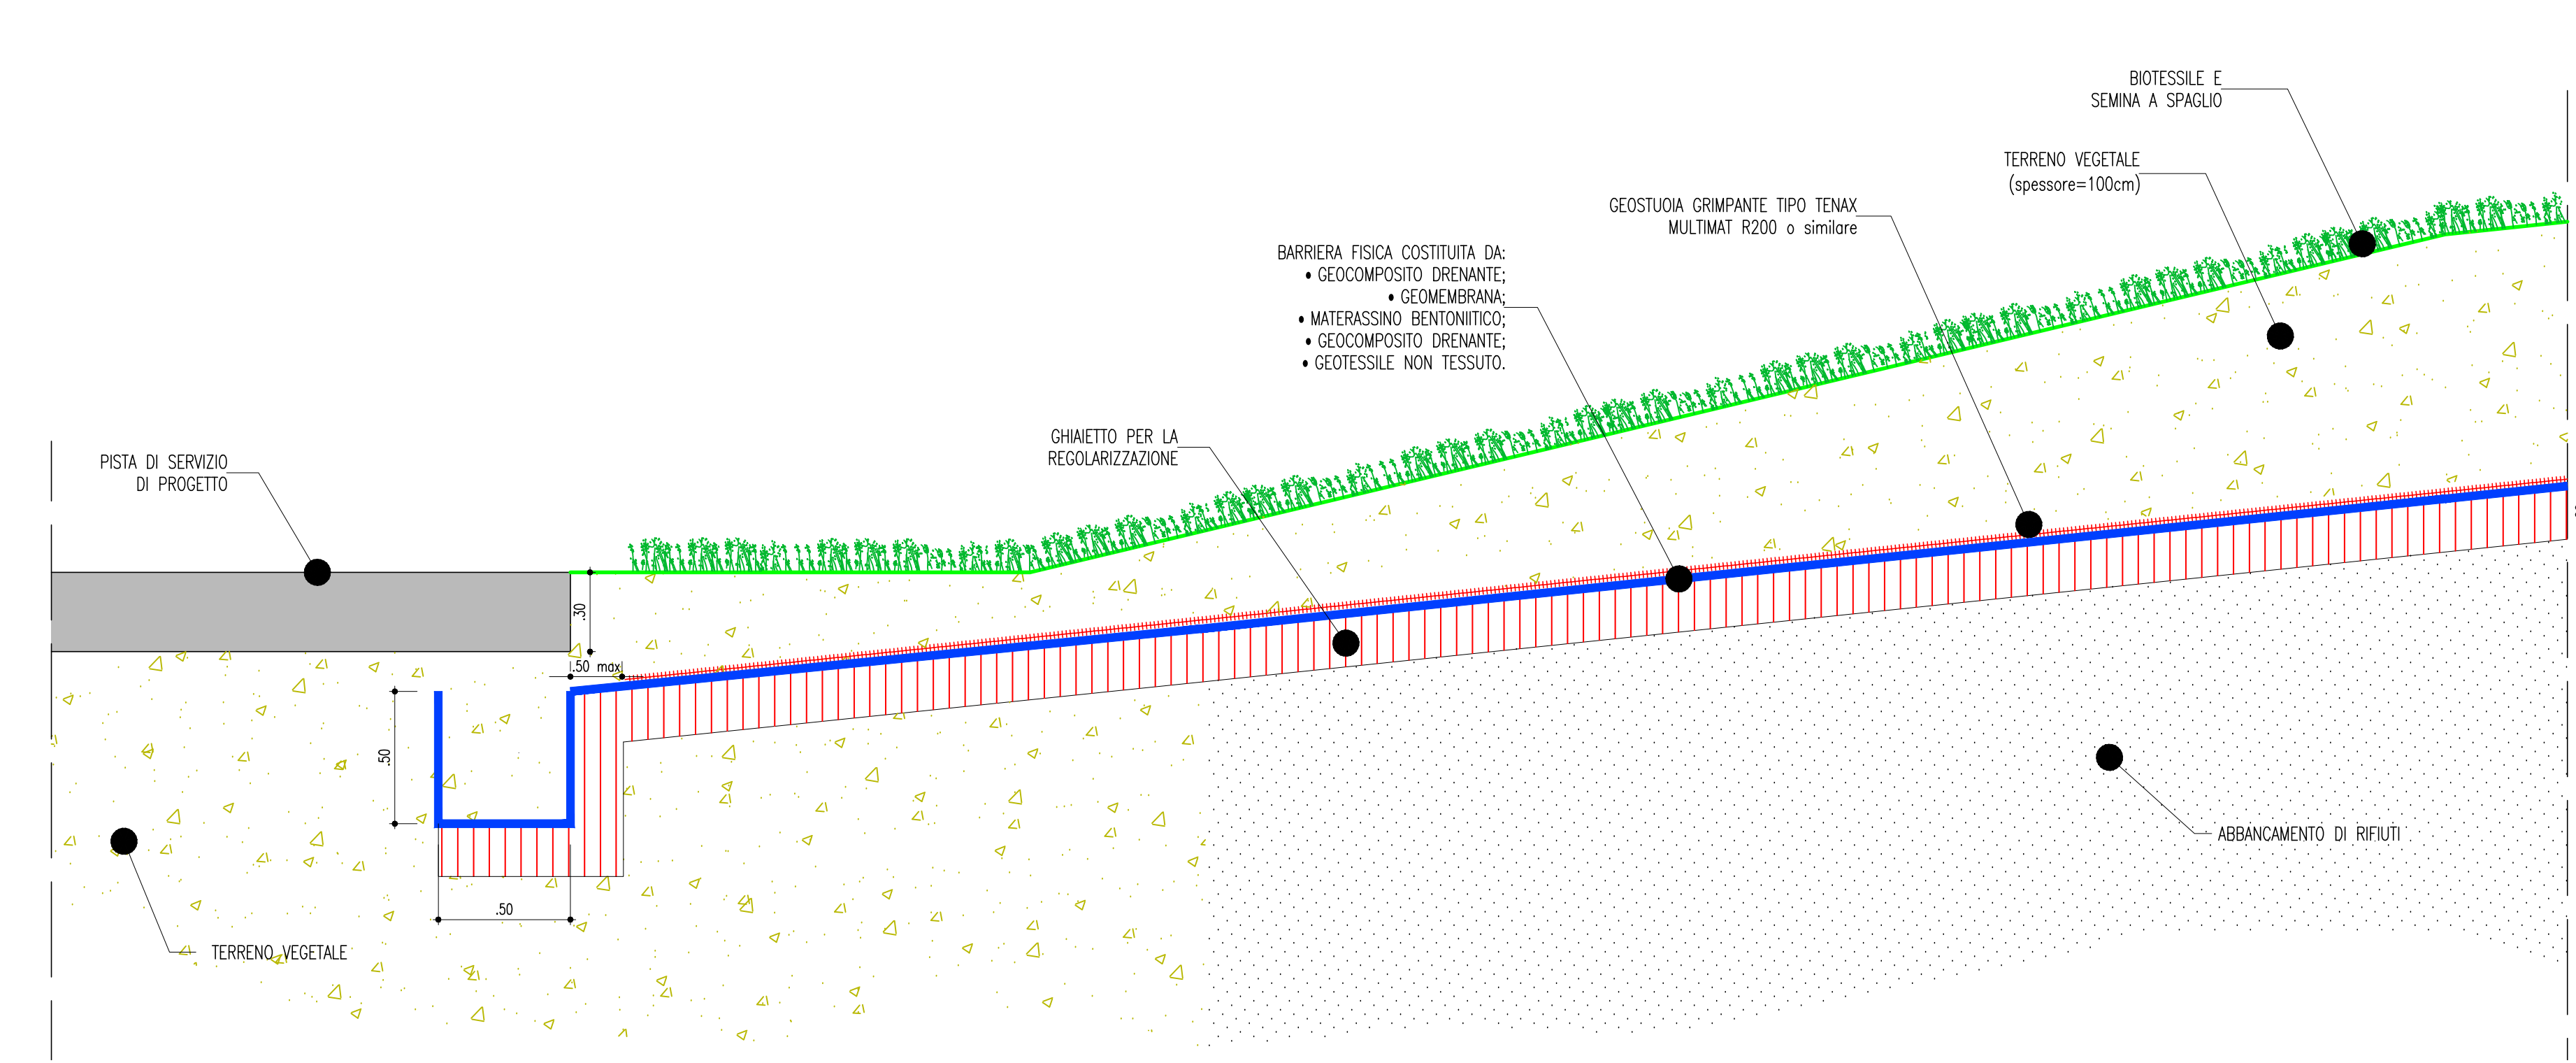 BIOTESSILE E
SEMINA A SPAGLIO
TERRENO VEGETALE
(spessore=100cm)
GEOSTUOIA GRIMPANTE TIPO TENAX
MULTIMAT R200 o similare
BARRIERA FISICA COSTITUITA DA:
• GEOCOMPOSITO DRENANTE;
• GEOMEMBRANA;
• MATERASSINO BENTONIITICO;
• GEOCOMPOSITO DRENANTE;
• GEOTESSILE NON TESSUTO.
GHIAIETTO PER LA
REGOLARIZZAZIONE
PISTA DI SERVIZIO
DI PROGETTO
.30
.50 max
.50
.50
ABBANCAMENTO DI RIFIUTI
TERRENO VEGETALE